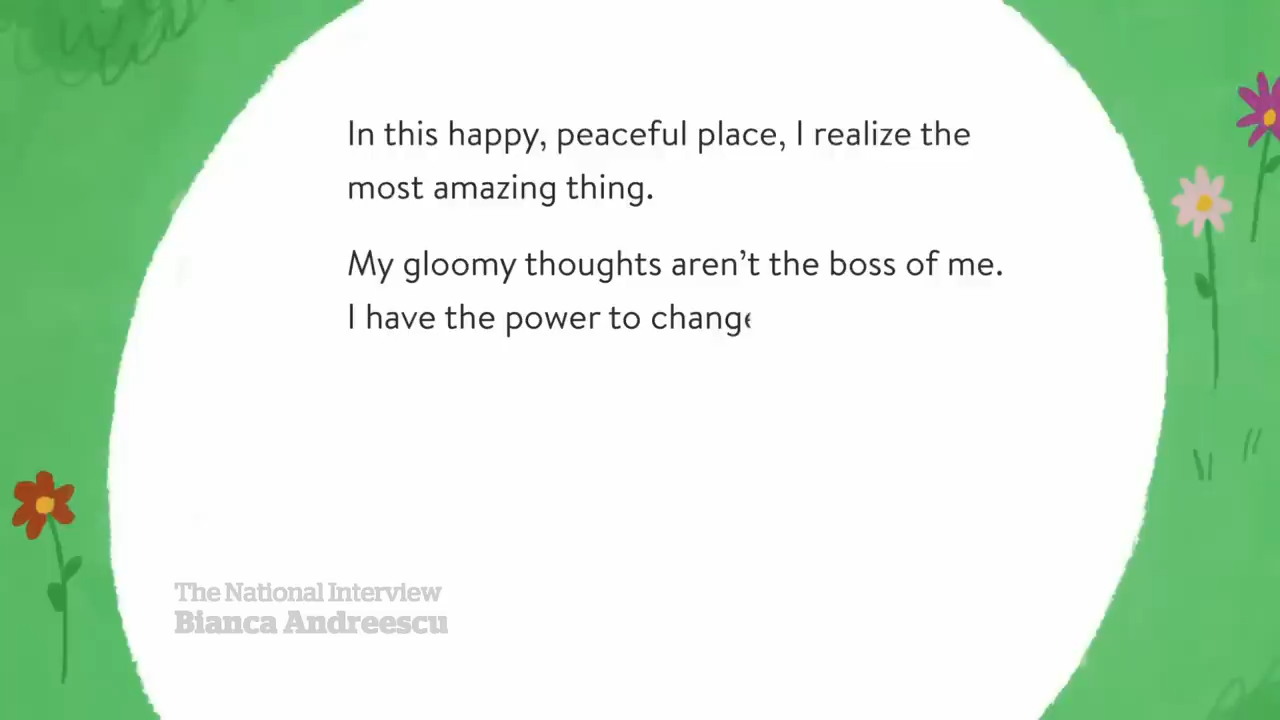 In this happy, peaceful place, I realize the
most amazing thing.
My gloomy thoughts aren’t the boss of me.
I have the power to change
The National Interview
Bianca Andreescu